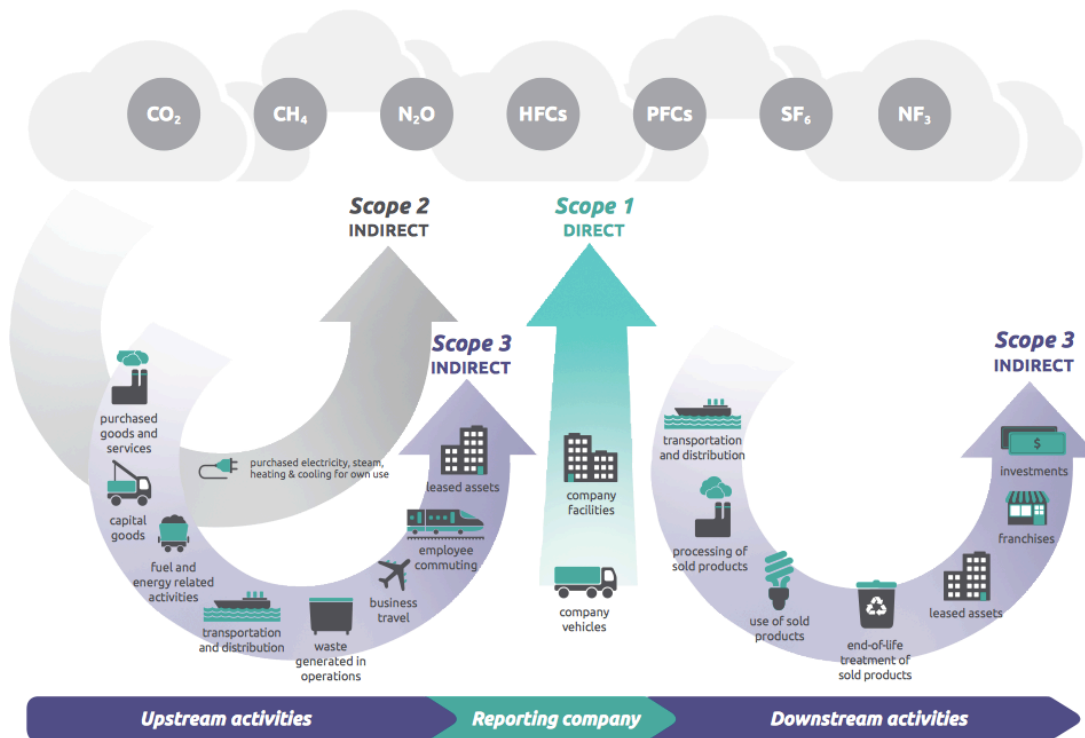 CO₂
CH₄
N₂O
HFCs
PFCs
SF₆
NF₃
Scope 2
INDIRECT
Scope 1
DIRECT
Scope 3
INDIRECT
Scope 3
INDIRECT
purchased
goods and
services
capital
goods
fuel and
energy related
activities
transportation
and distribution
waste
generated in
operations
business
travel
employee
commuting
leased assets
purchased electricity, steam,
heating & cooling for own use
company
facilities
company
vehicles
transportation
and distribution
processing of
sold products
use of sold
products
end-of-life
treatment of
sold products
leased assets
franchises
$
investments
Upstream activities
Reporting company
Downstream activities